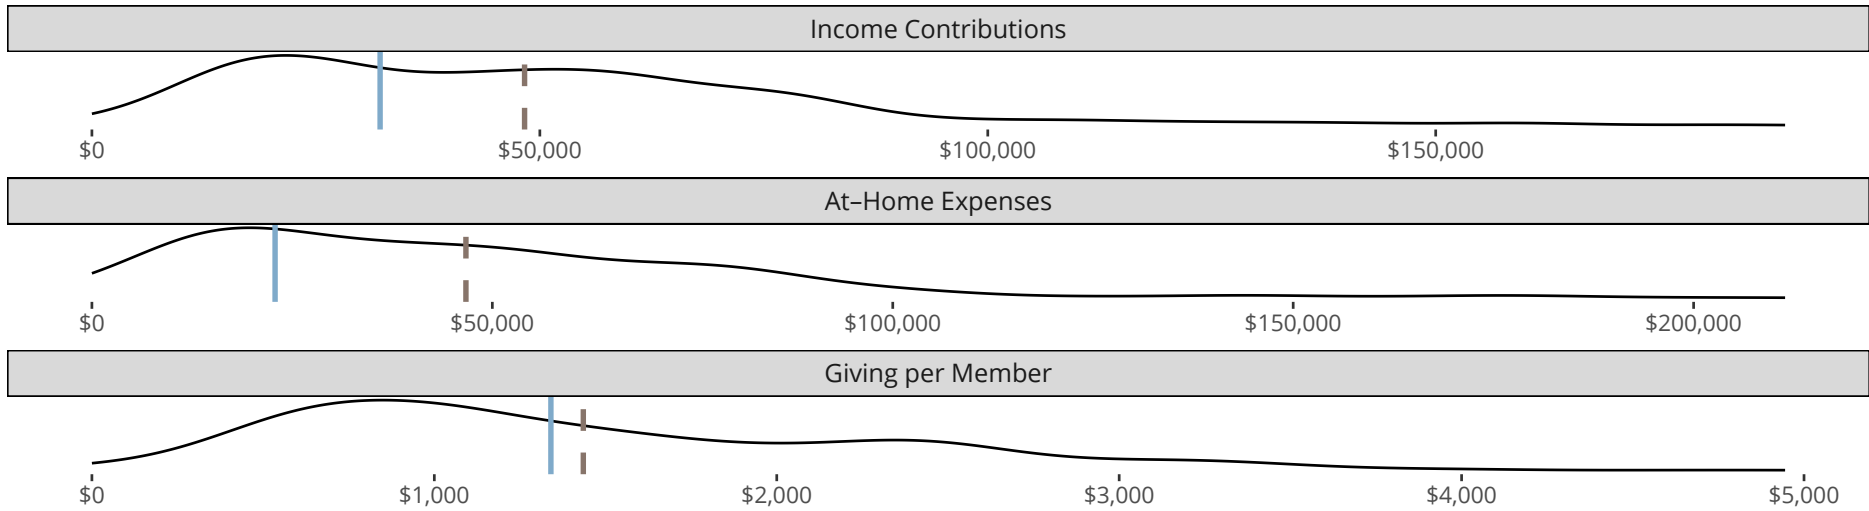 Income Contributions
$0 $50,000 $100,000 $150,000
At–Home Expenses
$0 $50,000 $100,000 $150,000 $200,000
Giving per Member
$0 $1,000 $2,000 $3,000 $4,000 $5,000